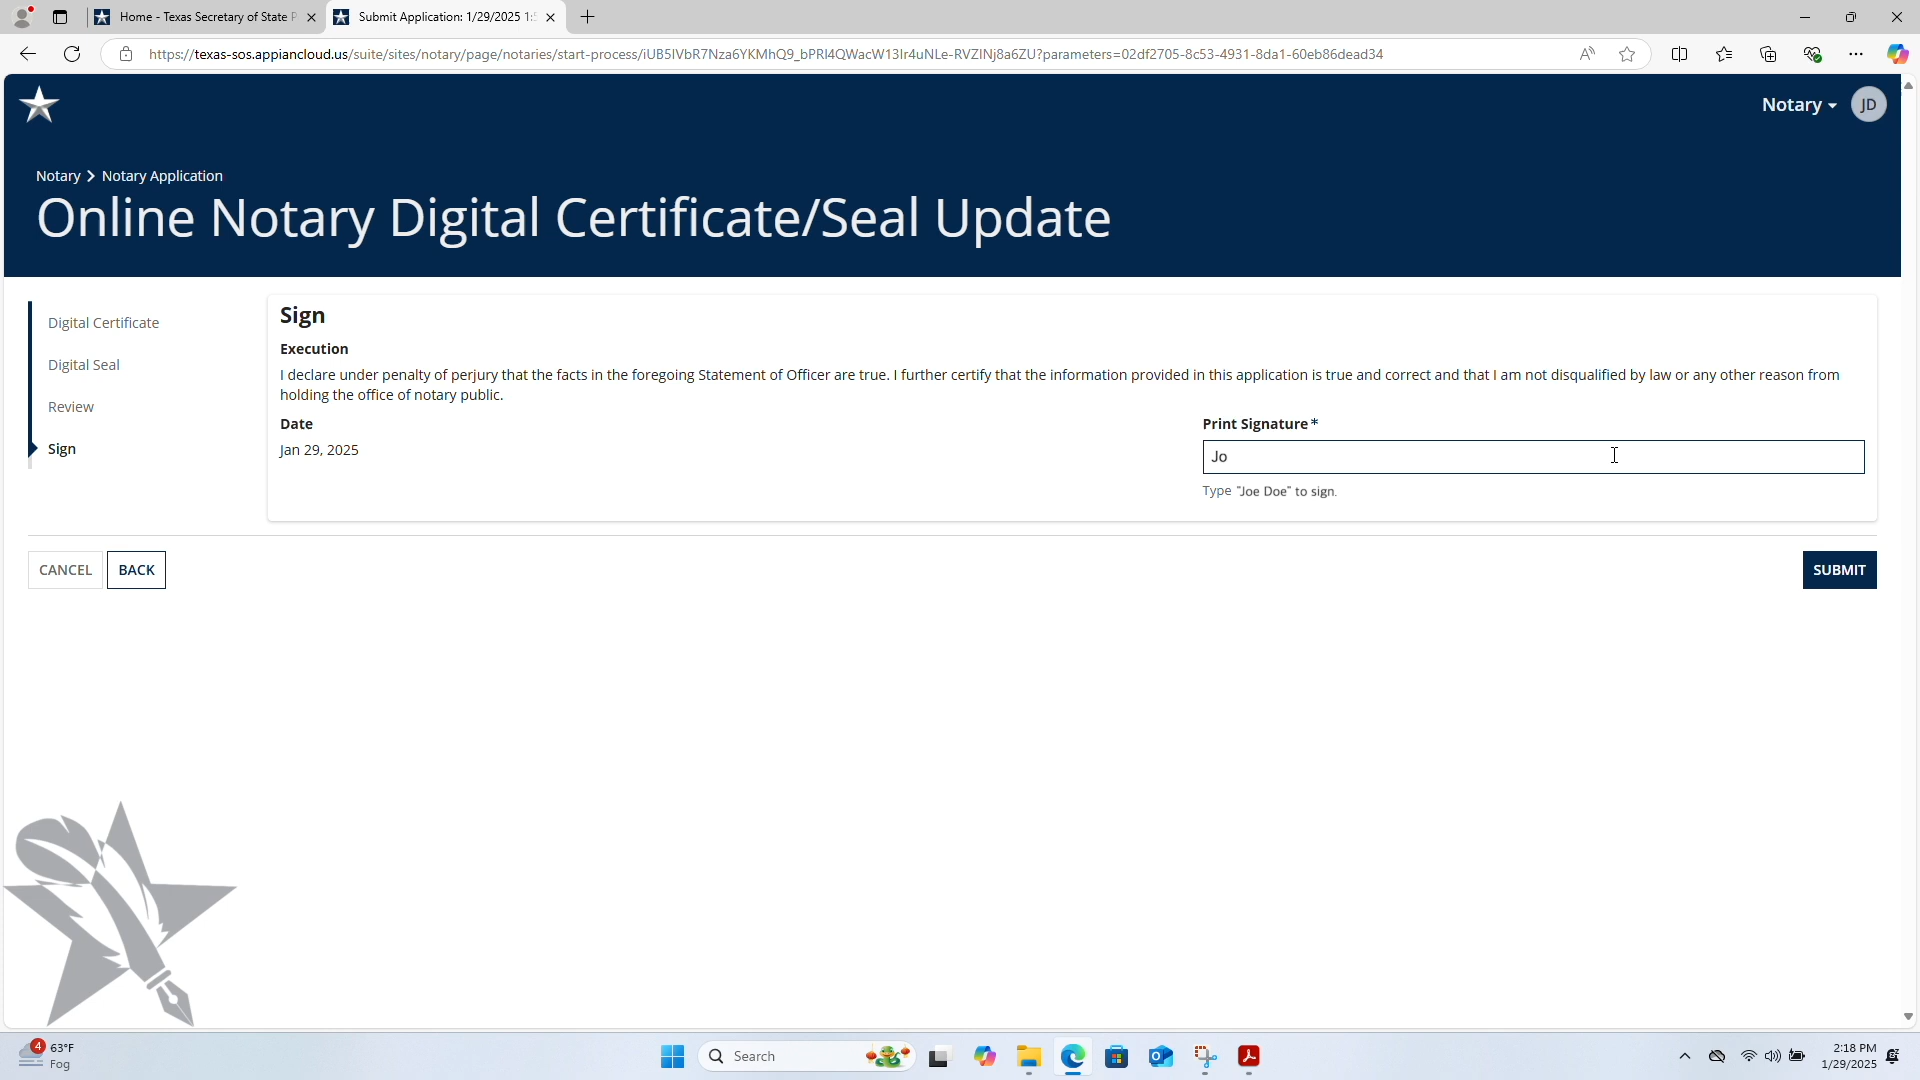 Home - Texas Secretary of State P
Submit Application: 1/29/2025 1:5
https://texas-sos.appiancloud.us/suite/sites/notary/page/notaries/start-process/iUB5IVbR7Nza6YKMhQ9_bPRI4QWacW13Ir4uNLe-RVZINj8a6ZU?parameters=02df2705-8c53-4931-8da1-60eb86dead34
Notary
JD
Notary > Notary Application
Online Notary Digital Certificate/Seal Update
Digital Certificate
Digital Seal
Review
Sign
Sign
Execution
I declare under penalty of perjury that the facts in the foregoing Statement of Officer are true. I further certify that the information provided in this application is true and correct and that I am not disqualified by law or any other reason from
holding the office of notary public.
Date
Jan 29, 2025
Print Signature *
Jo
Type "Joe Doe" to sign.
CANCEL
BACK
SUBMIT
4
63°F
Fog
Search
2:18 PM
1/29/2025